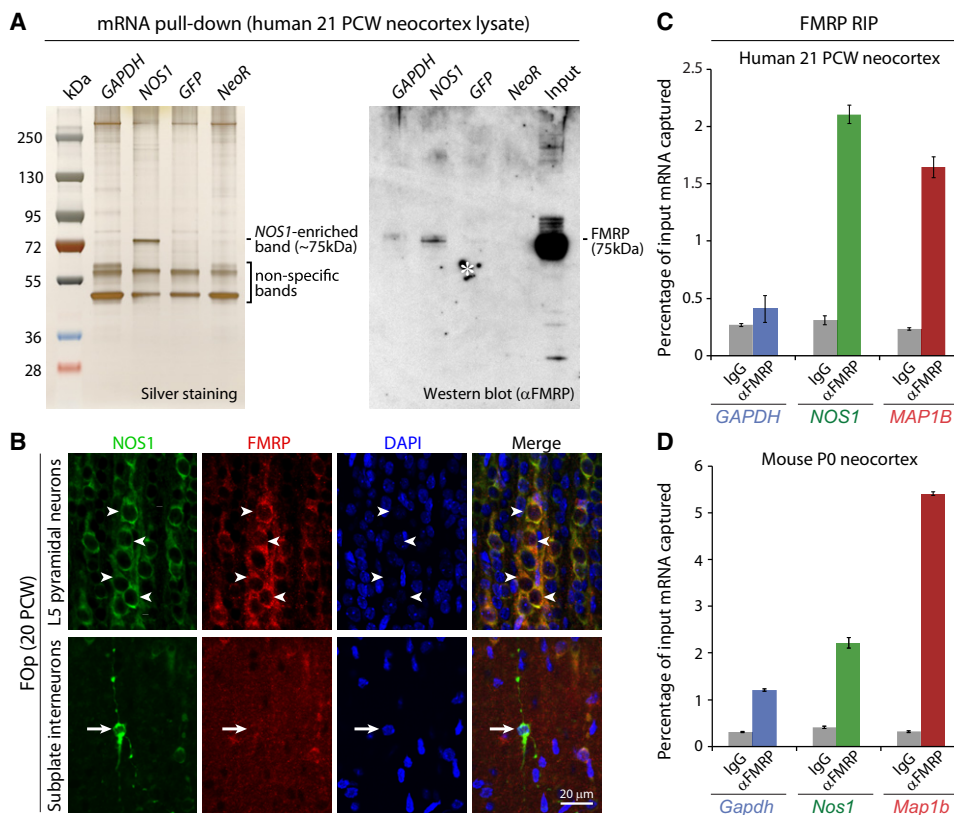 A
mRNA pull-down (human 21 PCW neocortex lysate)
kDa
GAPDH
NOS1
GFP
NeoR
250
130
95
72
55
36
28
NOS1-enriched
band (~75kDa)
non-specific
bands
Silver staining
GAPDH
NOS1
GFP
NeoR
Input
FMRP
(75kDa)
*
Western blot (αFMRP)
B
NOS1 FMRP DAPI Merge
FOp (20 PCW)
L5 pyramidal neurons
Subplate interneurons
20 µm
C
FMRP RIP
Human 21 PCW neocortex
Percentage of input mRNA captured
2.5
2
1.5
1
0.5
0
IgG αFMRP IgG αFMRP IgG αFMRP
GAPDH NOS1 MAP1B
D
Mouse P0 neocortex
Percentage of input mRNA captured
6
5
4
3
2
1
0
IgG αFMRP IgG αFMRP IgG αFMRP
Gapdh Nos1 Map1b